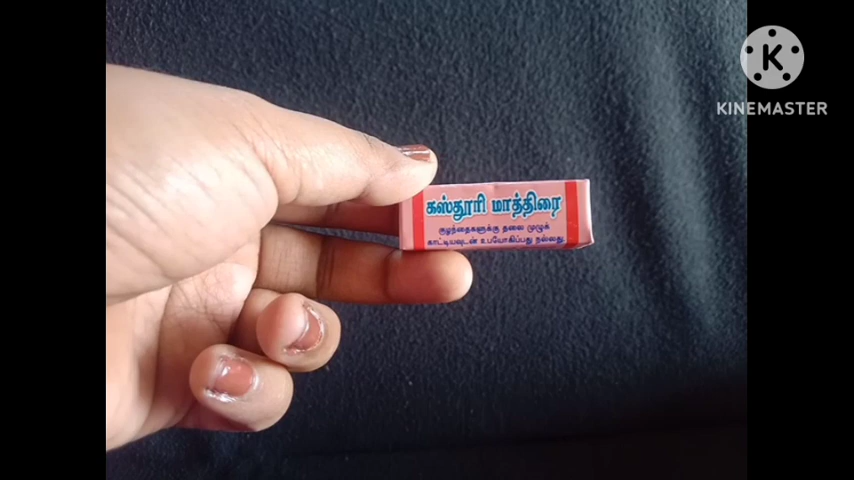 K
KINEMASTER
கஸ்தூரி மாத்திரை
குழந்தைகளுக்கு தலை முழுக்
காட்டியவுடன் உபயோகிப்பது நல்லது